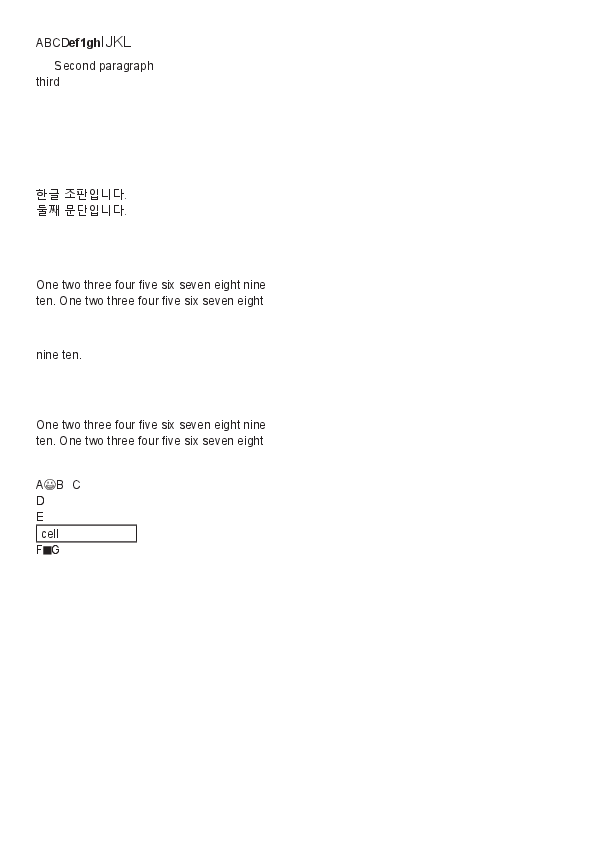 ABCDef1ghIJKL
Second paragraph
third
한글 조판입니다.
둘째 문단입니다.
One two three four five six seven eight nine
ten. One two three four five six seven eight
nine ten.
One two three four five six seven eight nine
ten. One two three four five six seven eight
A😀B C
D
E
cell
F■G